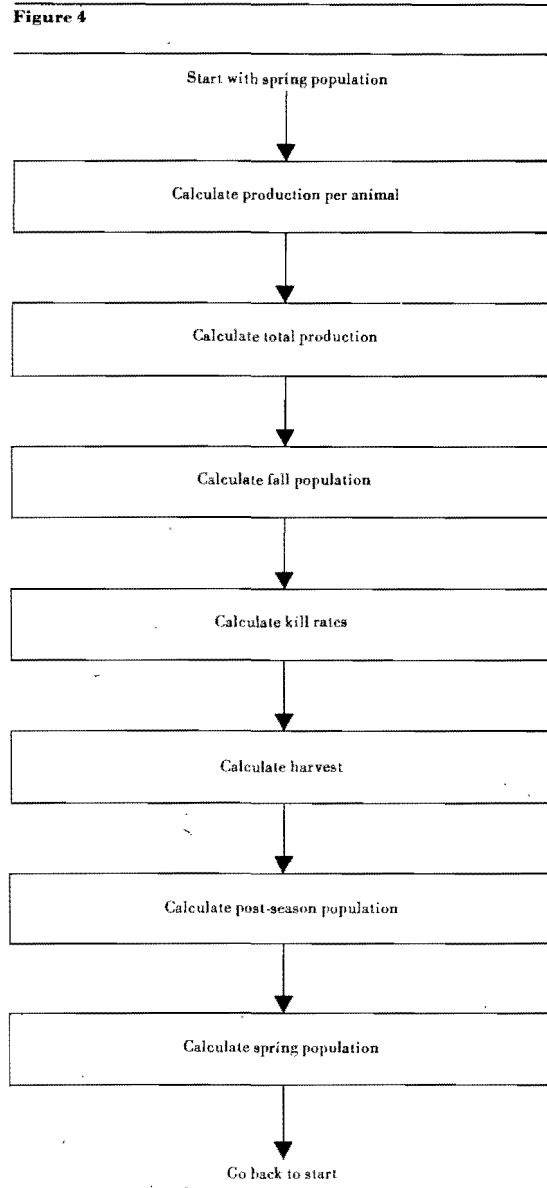 Figure 4
Start with spring population
Calculate production per animal
Calculate total production
Calculate fall population
Calculate kill rates
Calculate harvest
Calculate post-season population
Calculate spring population
Go back to start